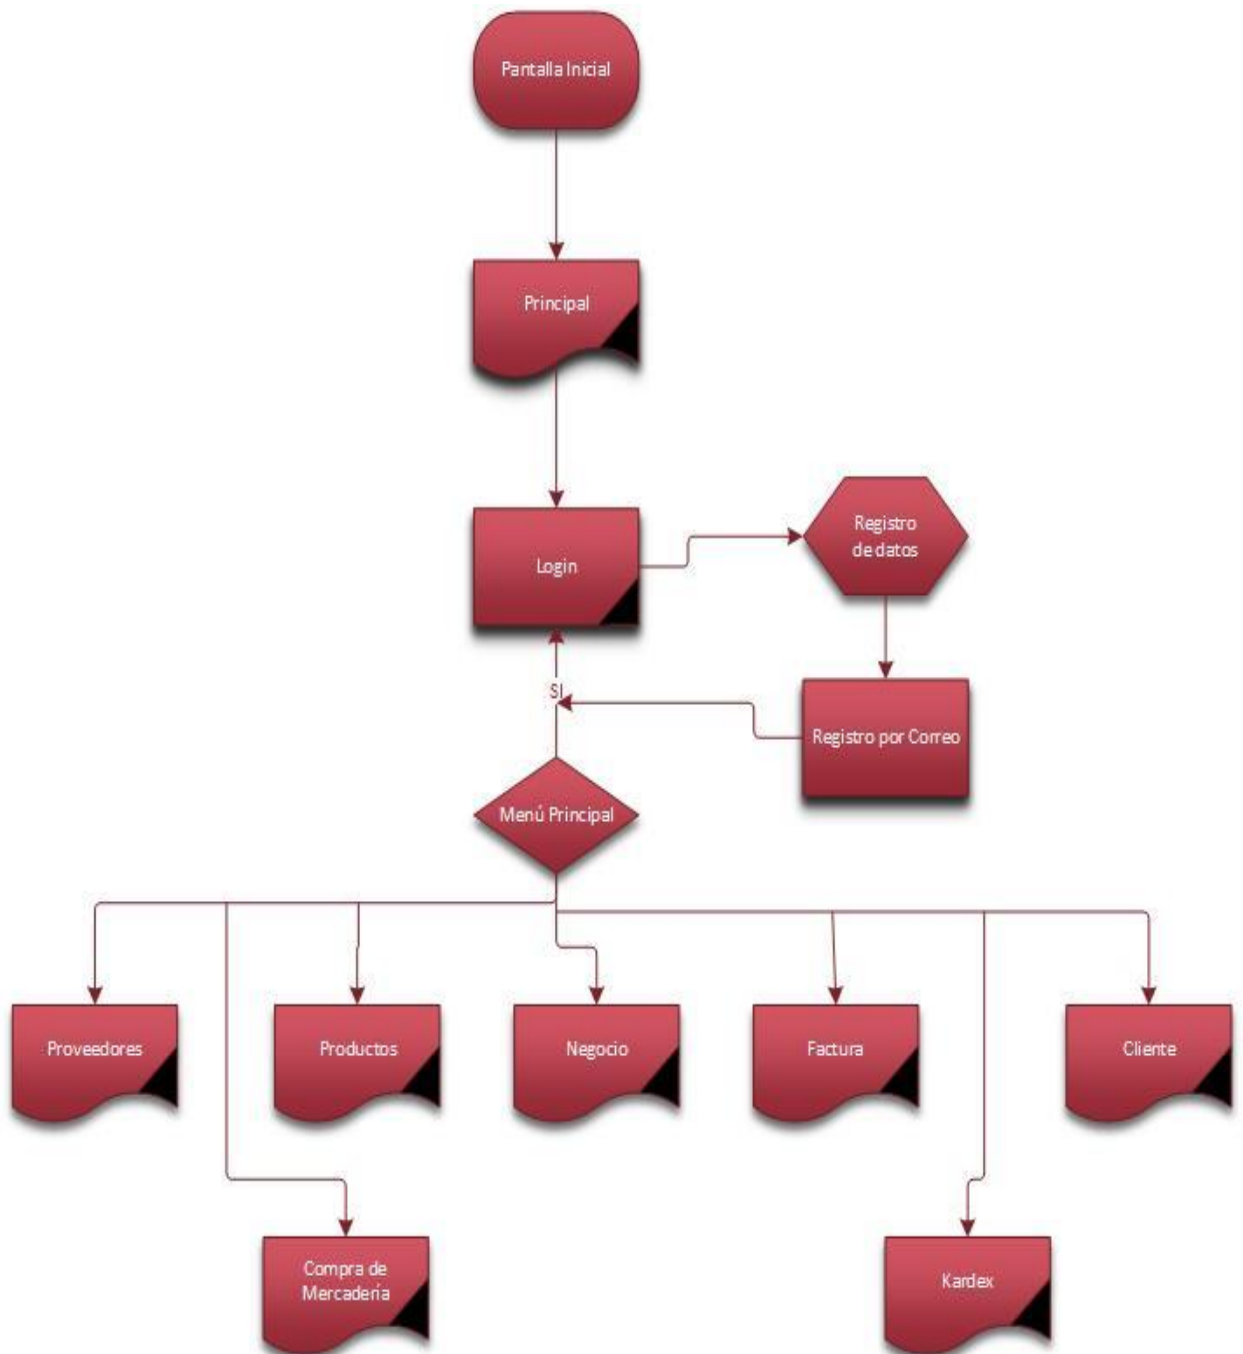 Pantalla Inicial
Principal
Login
Registro
de datos
SI
Registro por Correo
Menú Principal
Proveedores
Productos
Negocio
Factura
Cliente
Compra de
Mercadería
Kardex